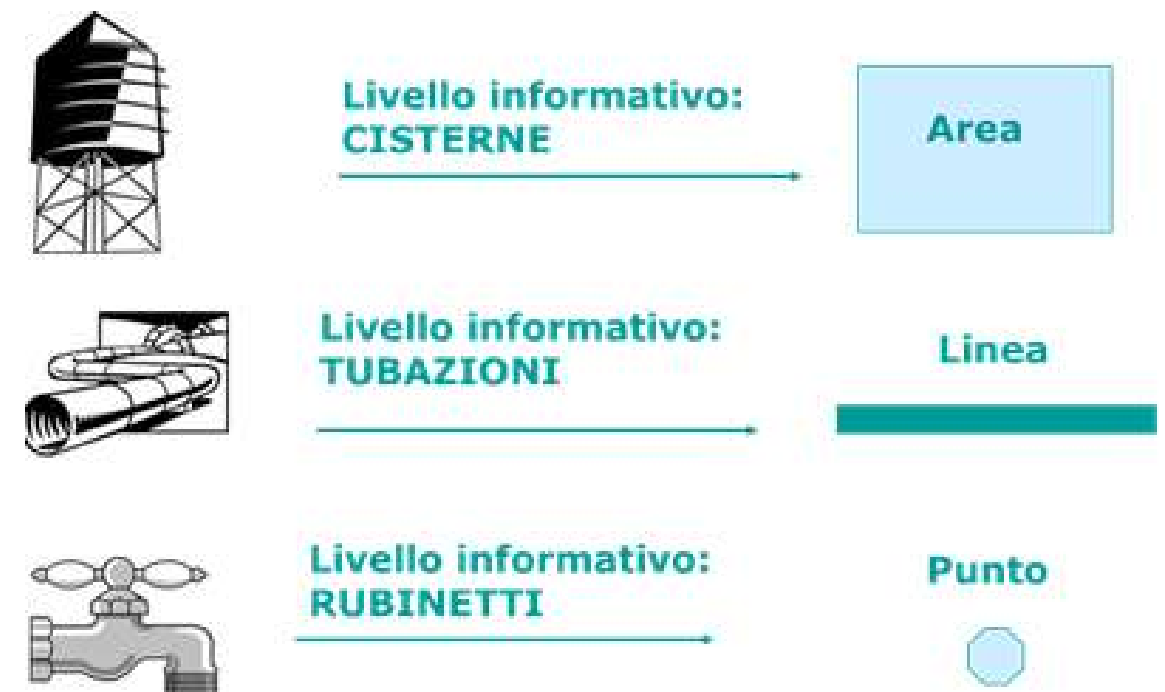 Livello informativo:
CISTERNE
Area
Livello informativo:
TUBAZIONI
Linea
Livello informativo:
RUBINETTI
Punto